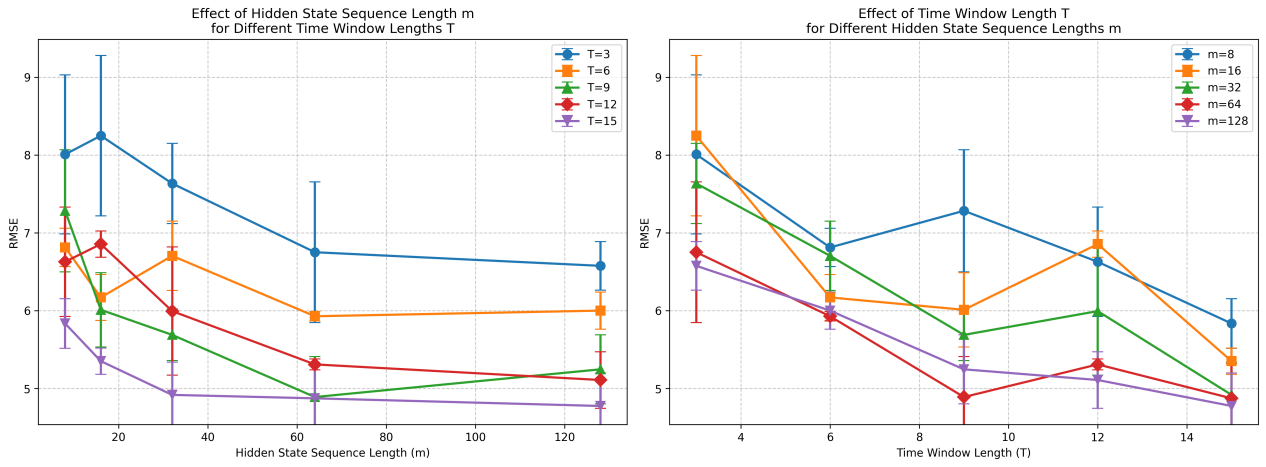 Effect of Hidden State Sequence Length m
for Different Time Window Lengths T
RMSE
9
8
7
6
5
20
40
60
80
100
120
Hidden State Sequence Length (m)
T=3
T=6
T=9
T=12
T=15
Effect of Time Window Length T
for Different Hidden State Sequence Lengths m
RMSE
9
8
7
6
5
4
6
8
10
12
14
Time Window Length (T)
m=8
m=16
m=32
m=64
m=128